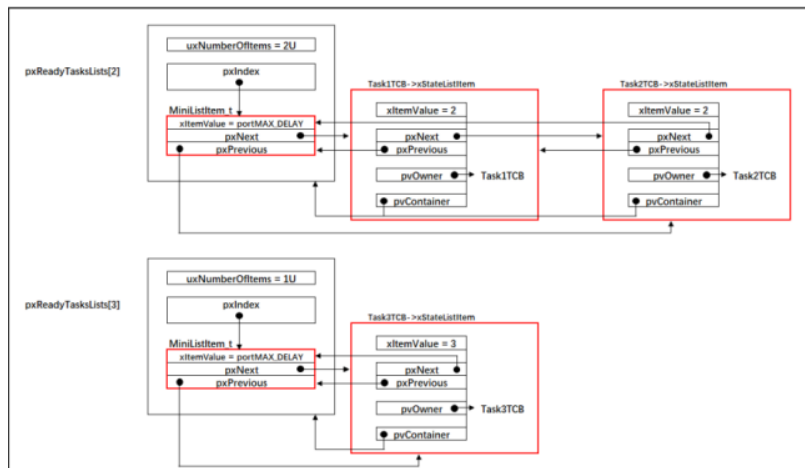 pxReadyTasksLists[2]
uxNumberOfItems = 2U
pxIndex
MiniListItem_t
xItemValue = portMAX_DELAY
pxNext
pxPrevious
Task1TCB->xStateListItem
xItemValue = 2
pxNext
pxPrevious
pvOwner
Task1TCB
pvContainer
Task2TCB->xStateListItem
xItemValue = 2
pxNext
pxPrevious
pvOwner
Task2TCB
pvContainer
pxReadyTasksLists[3]
uxNumberOfItems = 1U
pxIndex
MiniListItem_t
xItemValue = portMAX_DELAY
pxNext
pxPrevious
Task3TCB->xStateListItem
xItemValue = 3
pxNext
pxPrevious
pvOwner
Task3TCB
pvContainer